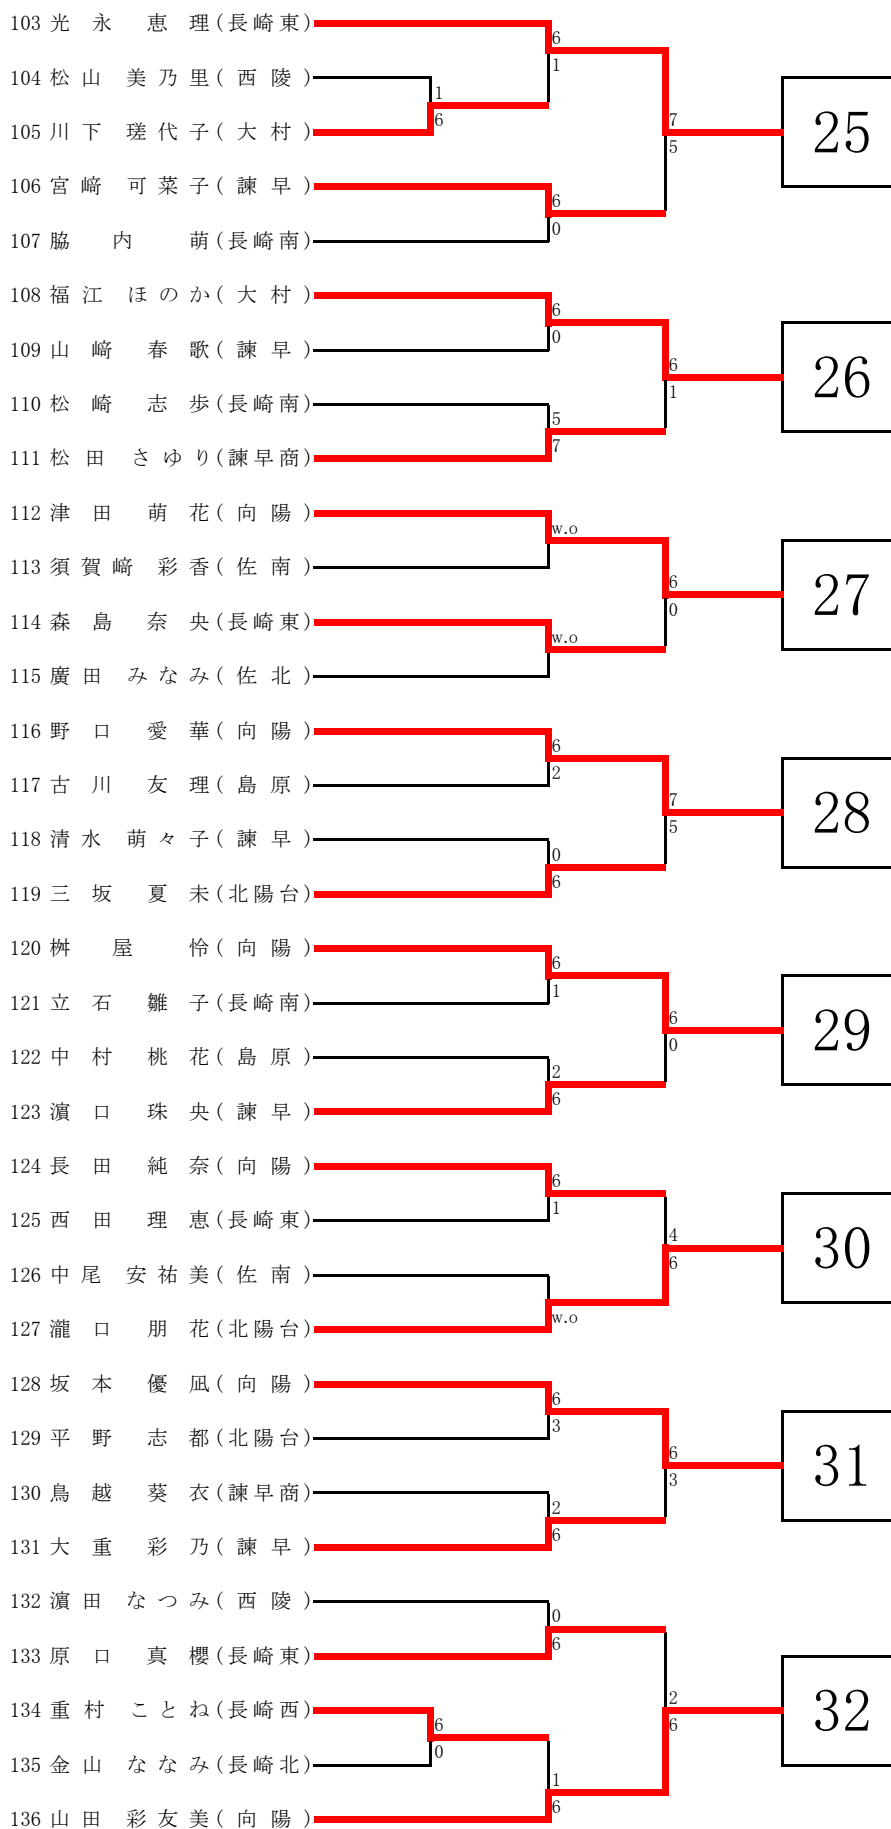 103 光永 恵理(長崎東)
6
104 松山 美乃里(西陵)
1
1
6
105 川下 瑳代子(大村)
7
5
25
106 宮﨑 可菜子(諫早)
6
0
107 脇内 萌(長崎南)
108 福江 ほのか(大村)
6
0
109 山﨑 春歌(諫早)
6
1
26
110 松崎 志歩(長崎南)
5
7
111 松田 さゆり(諫早商)
112 津田 萌花(向陽)
w.o
113 須賀﨑 彩香(佐南)
6
0
27
114 森島 奈央(長崎東)
w.o
115 廣田 みなみ(佐北)
116 野口 愛華(向陽)
6
2
117 古川 友理(島原)
7
5
28
118 清水 萌々子(諫早)
0
6
119 三坂 夏未(北陽台)
120 桝屋 怜(向陽)
6
1
121 立石 雛子(長崎南)
6
0
29
122 中村 桃花(島原)
2
6
123 濵口 珠央(諫早)
124 長田 純奈(向陽)
6
1
125 西田 理恵(長崎東)
4
6
30
126 中尾 安祐美(佐南)
w.o
127 瀧口 朋花(北陽台)
128 坂本 優凪(向陽)
6
3
129 平野 志都(北陽台)
6
3
31
130 鳥越 葵衣(諫早商)
2
6
131 大重 彩乃(諫早)
132 濵田 なつみ(西陵)
0
6
133 原口 真櫻(長崎東)
2
6
32
134 重村 ことね(長崎西)
6
0
135 金山 ななみ(長崎北)
1
6
136 山田 彩友美(向陽)